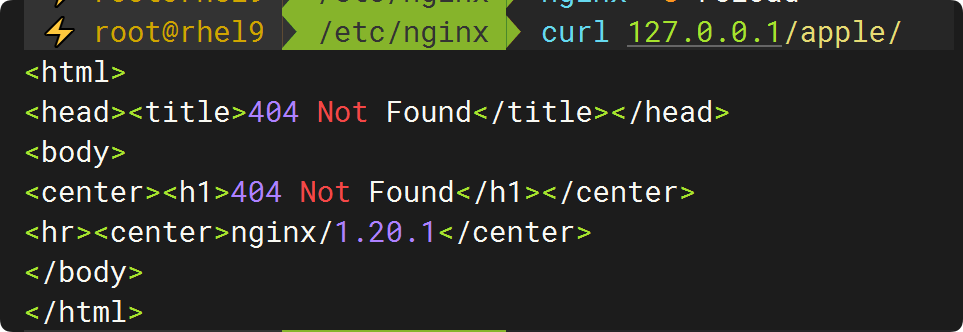 root@rhel9 /etc/nginx nginx reload
root@rhel9 /etc/nginx curl 127.0.0.1/apple/
<html>
<head><title>404 Not Found</title></head>
<body>
<center><h1>404 Not Found</h1></center>
<hr><center>nginx/1.20.1</center>
</body>
</html>